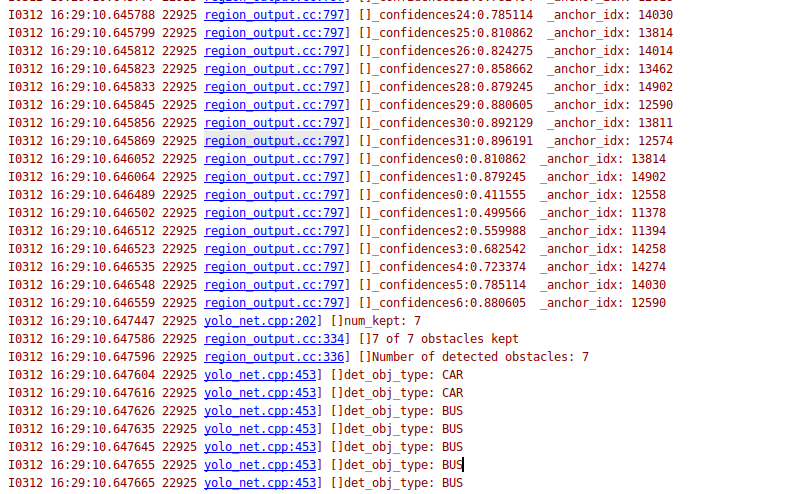 I0312 16:29:10.645788 22925 region_output.cc:797] []_confidences24:0.785114  _anchor_idx: 14030
I0312 16:29:10.645799 22925 region_output.cc:797] []_confidences25:0.810862  _anchor_idx: 13814
I0312 16:29:10.645812 22925 region_output.cc:797] []_confidences26:0.824275  _anchor_idx: 14014
I0312 16:29:10.645823 22925 region_output.cc:797] []_confidences27:0.858662  _anchor_idx: 13462
I0312 16:29:10.645833 22925 region_output.cc:797] []_confidences28:0.879245  _anchor_idx: 14902
I0312 16:29:10.645845 22925 region_output.cc:797] []_confidences29:0.880605  _anchor_idx: 12590
I0312 16:29:10.645856 22925 region_output.cc:797] []_confidences30:0.892129  _anchor_idx: 13811
I0312 16:29:10.645869 22925 region_output.cc:797] []_confidences31:0.896191  _anchor_idx: 12574
I0312 16:29:10.646052 22925 region_output.cc:797] []_confidences0:0.810862  _anchor_idx: 13814
I0312 16:29:10.646064 22925 region_output.cc:797] []_confidences1:0.879245  _anchor_idx: 14902
I0312 16:29:10.646489 22925 region_output.cc:797] []_confidences0:0.411555  _anchor_idx: 12558
I0312 16:29:10.646502 22925 region_output.cc:797] []_confidences1:0.499566  _anchor_idx: 11378
I0312 16:29:10.646512 22925 region_output.cc:797] []_confidences2:0.559988  _anchor_idx: 11394
I0312 16:29:10.646523 22925 region_output.cc:797] []_confidences3:0.682542  _anchor_idx: 14258
I0312 16:29:10.646535 22925 region_output.cc:797] []_confidences4:0.723374  _anchor_idx: 14274
I0312 16:29:10.646548 22925 region_output.cc:797] []_confidences5:0.785114  _anchor_idx: 14030
I0312 16:29:10.646559 22925 region_output.cc:797] []_confidences6:0.880605  _anchor_idx: 12590
I0312 16:29:10.647447 22925 yolo_net.cpp:202] []num_kept: 7
I0312 16:29:10.647586 22925 region_output.cc:334] []7 of 7 obstacles kept
I0312 16:29:10.647596 22925 region_output.cc:336] []Number of detected obstacles: 7
I0312 16:29:10.647604 22925 yolo_net.cpp:453] []det_obj_type: CAR
I0312 16:29:10.647616 22925 yolo_net.cpp:453] []det_obj_type: CAR
I0312 16:29:10.647626 22925 yolo_net.cpp:453] []det_obj_type: BUS
I0312 16:29:10.647635 22925 yolo_net.cpp:453] []det_obj_type: BUS
I0312 16:29:10.647645 22925 yolo_net.cpp:453] []det_obj_type: BUS
I0312 16:29:10.647655 22925 yolo_net.cpp:453] []det_obj_type: BUS
I0312 16:29:10.647665 22925 yolo_net.cpp:453] []det_obj_type: BUS